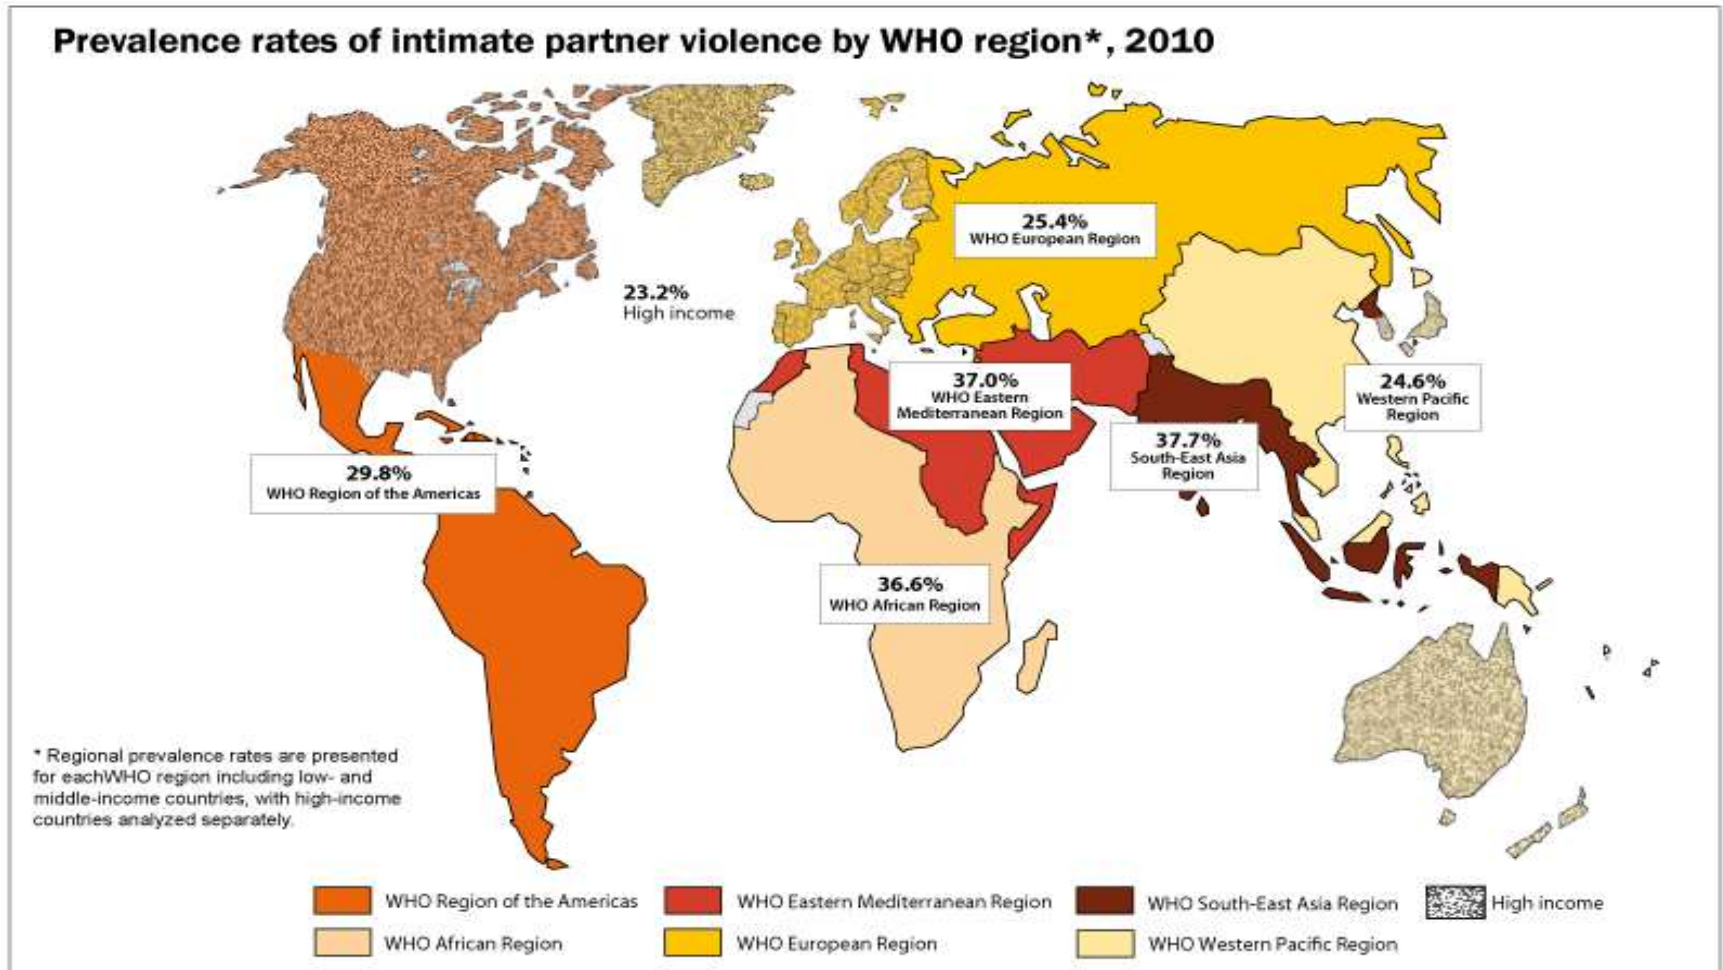 Prevalence rates of intimate partner violence by WHO region*, 2010
25.4%
WHO European Region
23.2%
High income
37.0%
WHO Eastern
Mediterranean Region
24.6%
Western Pacific
Region
37.7%
South-East Asia
Region
29.8%
WHO Region of the Americas
36.6%
WHO African Region
* Regional prevalence rates are presented
for eachWHO region including low- and
middle-income countries, with high-income
countries analyzed separately.
WHO Region of the Americas
WHO Eastern Mediterranean Region
WHO South-East Asia Region
High income
WHO African Region
WHO European Region
WHO Western Pacific Region